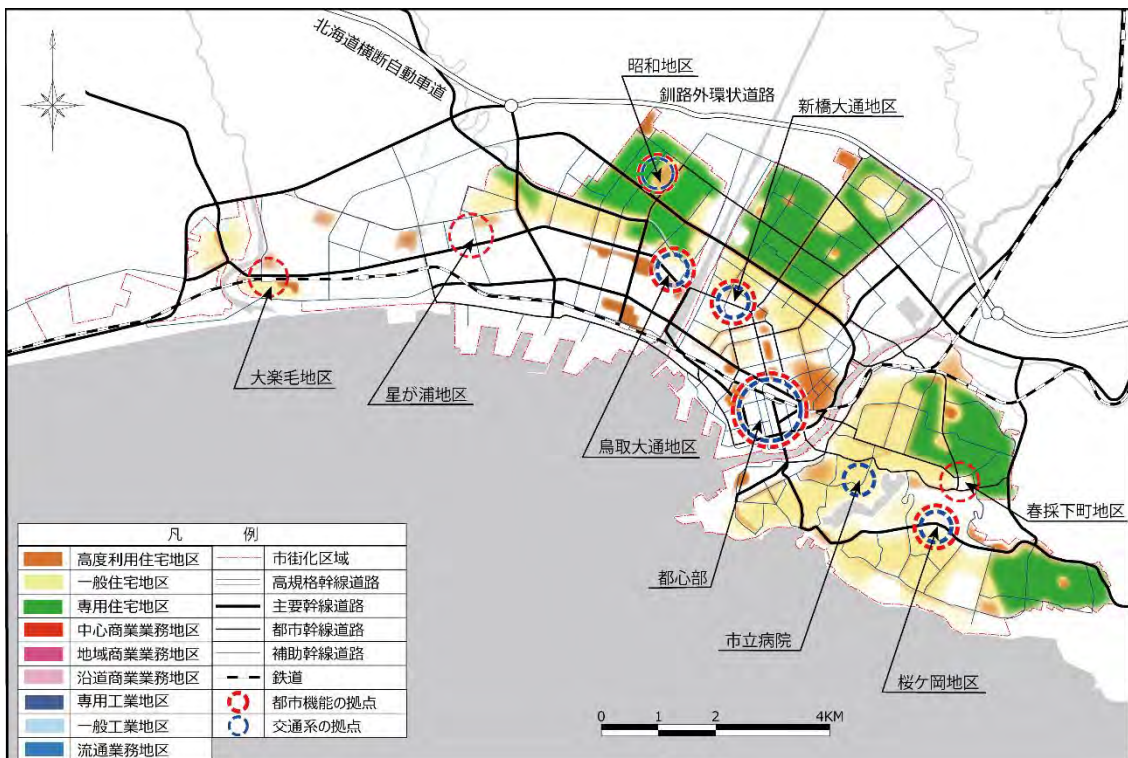 北海道横断自動車道
昭和地区
釧路外環状道路
新橋大通地区
大楽毛地区
星が浦地区
鳥取大通地区
春採下町地区
都心部
市立病院
桜ケ岡地区
凡 例
高度利用住宅地区
市街化区域
一般住宅地区
高規格幹線道路
専用住宅地区
主要幹線道路
中心商業業務地区
都市幹線道路
地域商業業務地区
補助幹線道路
沿道商業業務地区
鉄道
専用工業地区
都市機能の拠点
一般工業地区
交通系の拠点
流通業務地区
0 1 2 4KM